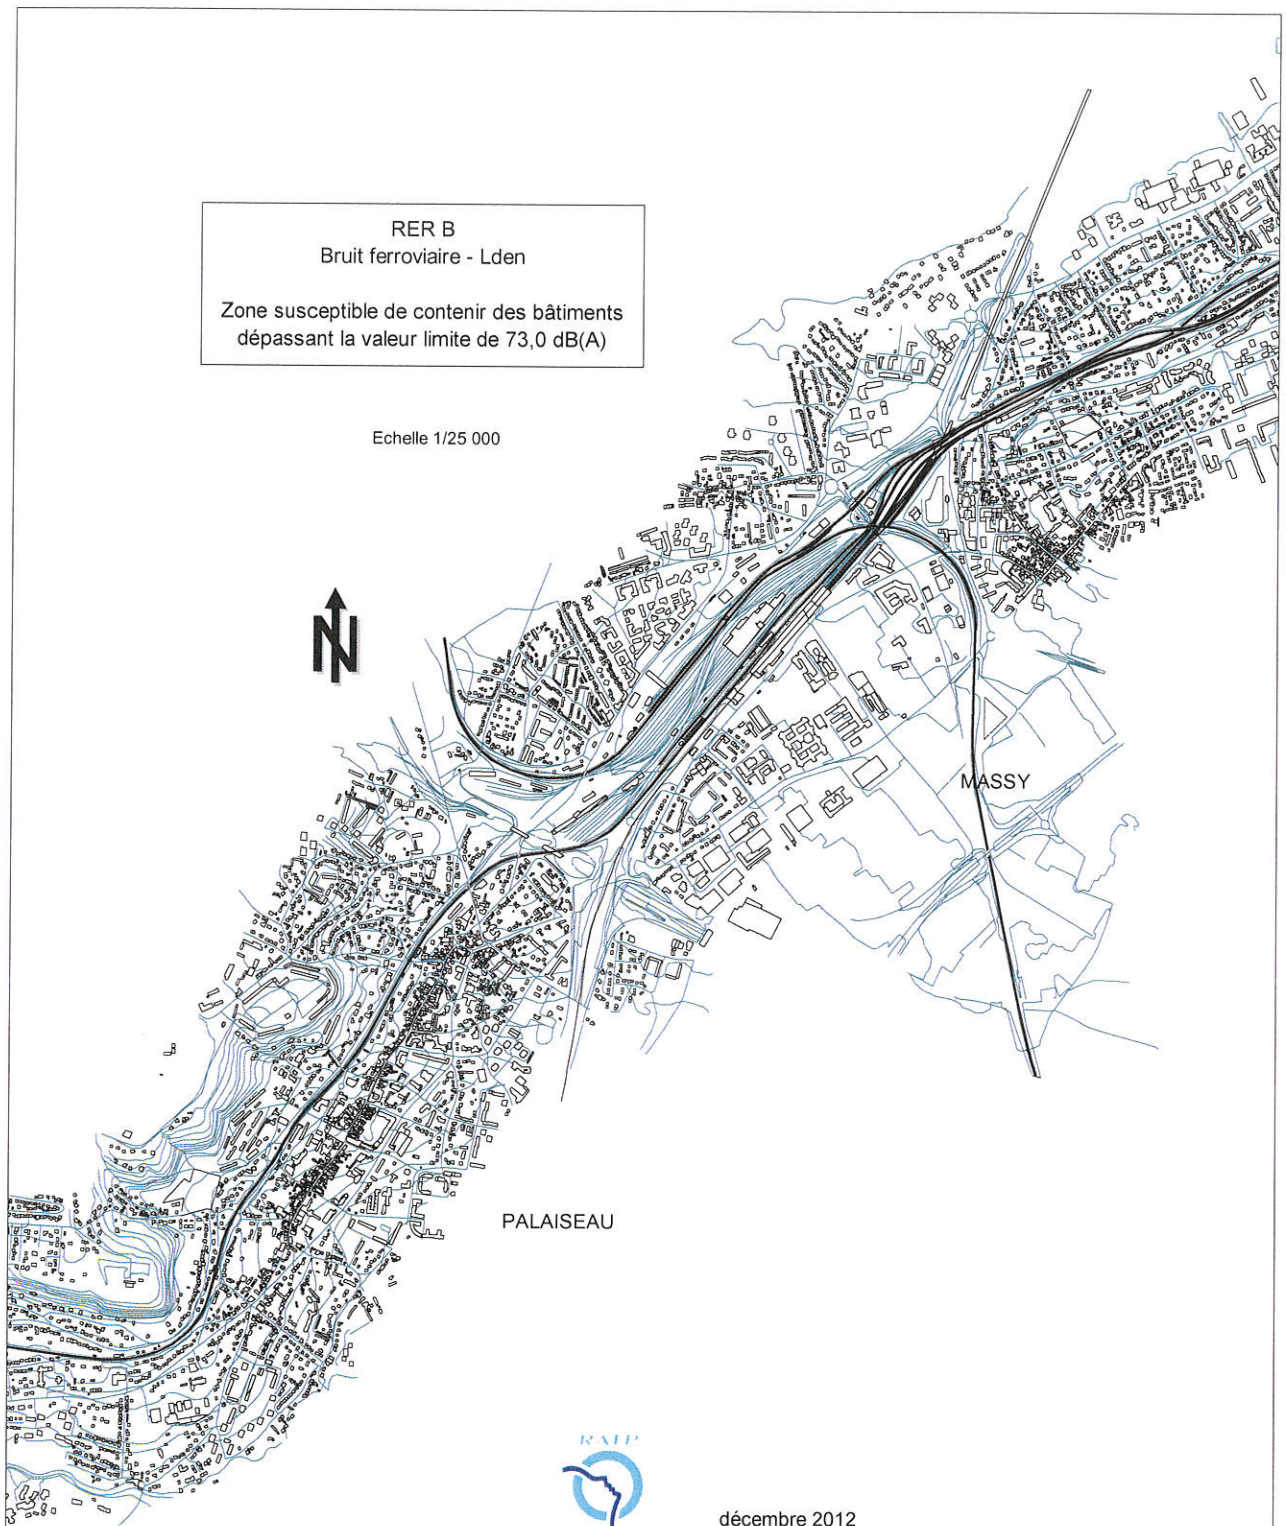 RER B
Bruit ferroviaire - Lden
Zone susceptible de contenir des bâtiments
dépassant la valeur limite de 73,0 dB(A)
Echelle 1/25 000
N
MASSY
PALAISEAU
RATP
décembre 2012